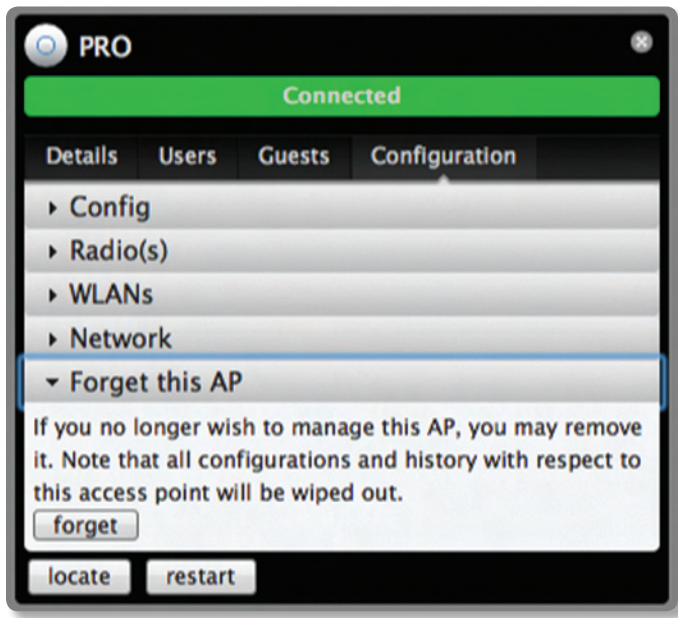 PRO
Connected
Details Users Guests Configuration
Config
Radio(s)
WLANs
Network
Forget this AP
If you no longer wish to manage this AP, you may remove
it. Note that all configurations and history with respect to
this access point will be wiped out.
forget
locate restart